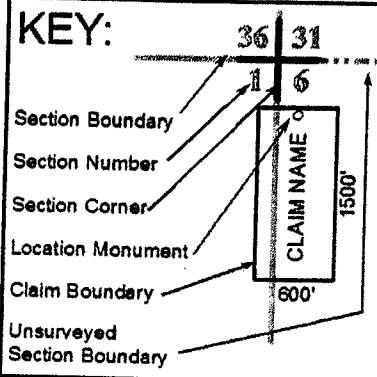 KEY:
36 31
1 6
Section Boundary
Section Number
Section Corner
Location Monument
Claim Boundary
Unsurveyed
Section Boundary
CLAIM NAME
1500'
600'